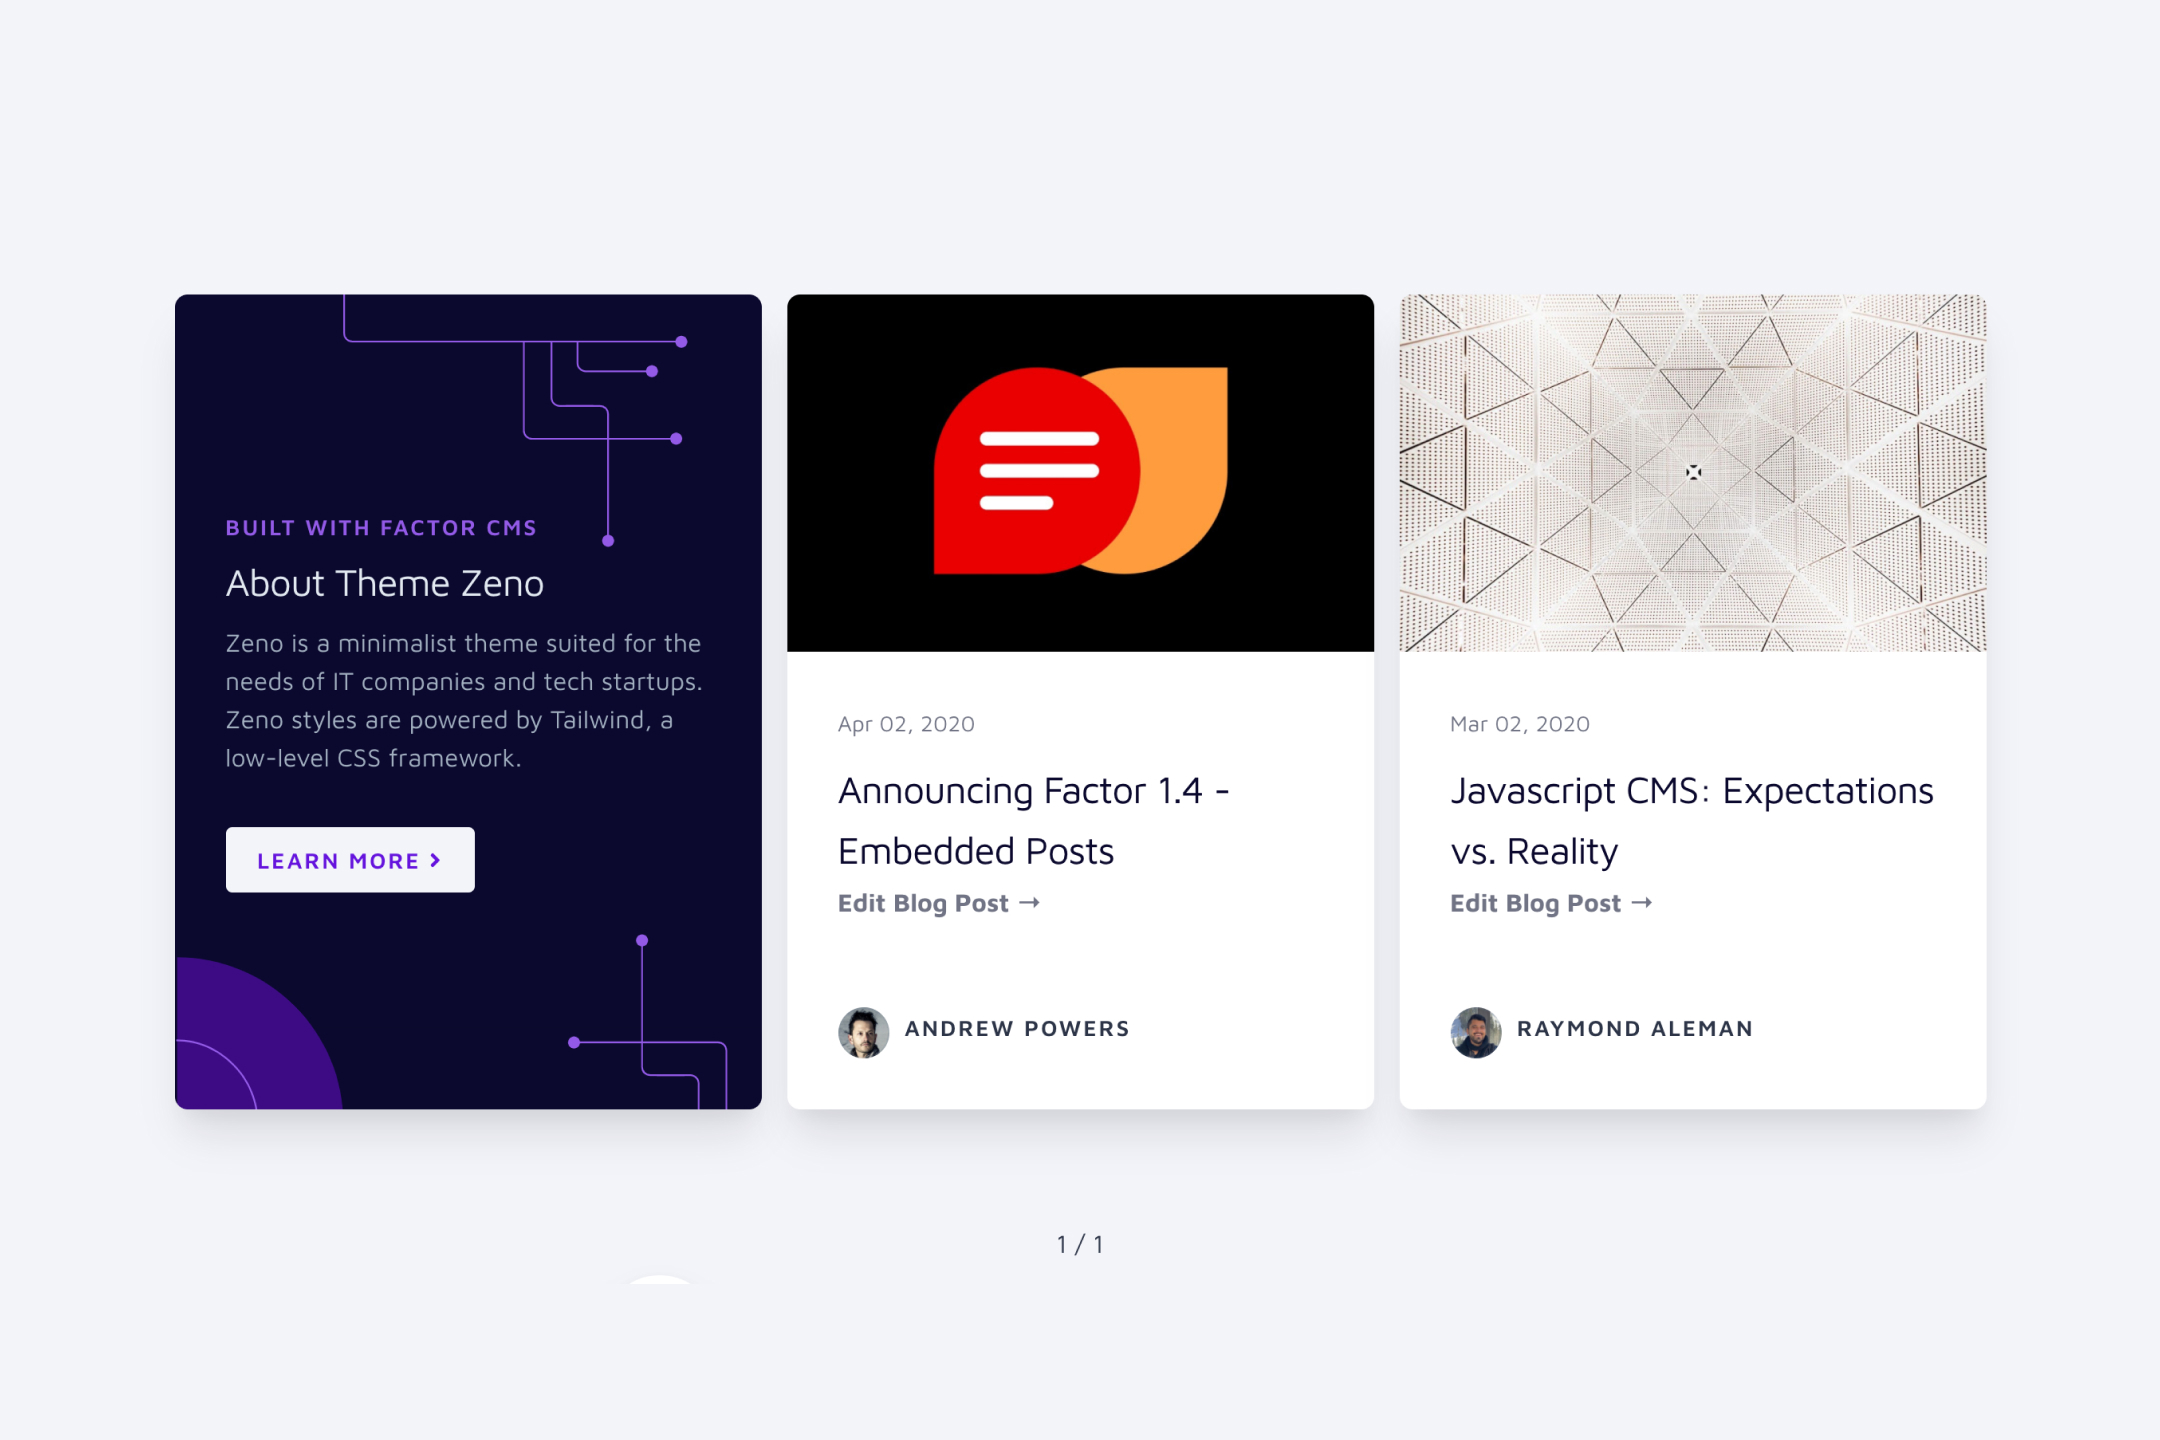 BUILT WITH FACTOR CMS
About Theme Zeno
Zeno is a minimalist theme suited for the
needs of IT companies and tech startups.
Zeno styles are powered by Tailwind, a
low-level CSS framework.
LEARN MORE
Apr 02, 2020
Announcing Factor 1.4 -
Embedded Posts
Edit Blog Post →
ANDREW POWERS
Mar 02, 2020
Javascript CMS: Expectations
vs. Reality
Edit Blog Post →
RAYMOND ALEMAN
1 / 1